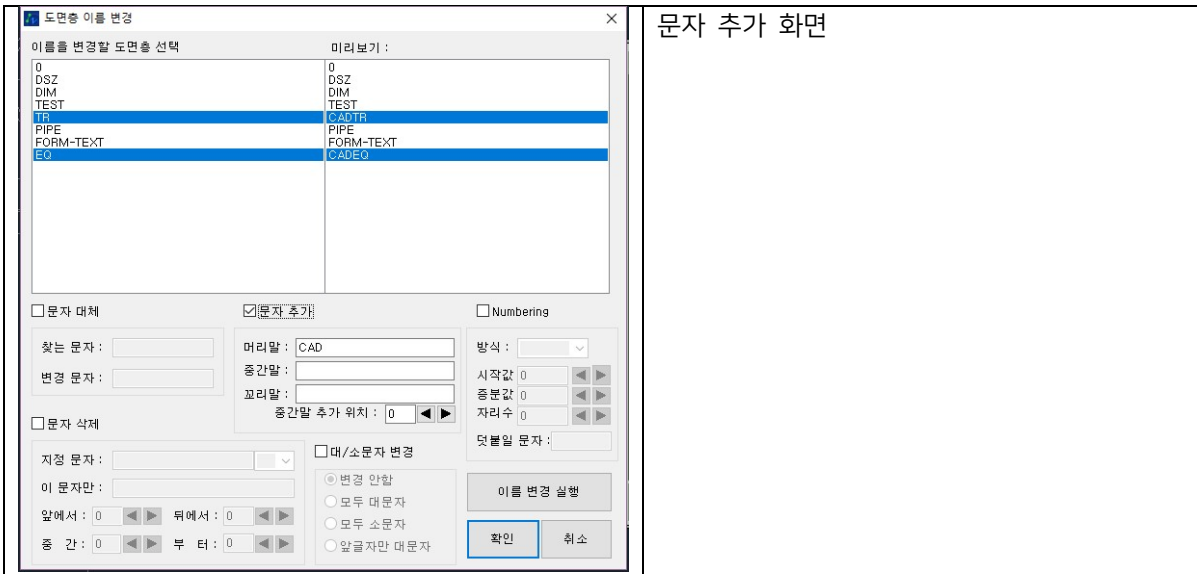 도면층 이름 변경
문자 추가 화면
이름을 변경할 도면층 선택
미리보기 :
0
DSZ
DIM
TEST
TR
PIPE
FORM-TEXT
EQ
0
DSZ
DIM
TEST
CADTR
PIPE
FORM-TEXT
CADEQ
문자 대체
찾는 문자 :
변경 문자 :
문자 추가
머리말 : CAD
중간말 :
꼬리말 :
중간말 추가 위치 : 0
Numbering
방식 :
시작값 0
증분값 0
자리수 0
덧붙일 문자 :
문자 삭제
지정 문자 :
이 문자만 :
앞에서 : 0 뒤에서 : 0
중 간 : 0 부 터 : 0
대/소문자 변경
변경 안함
모두 대문자
모두 소문자
앞글자만 대문자
이름 변경 실행
확인 취소